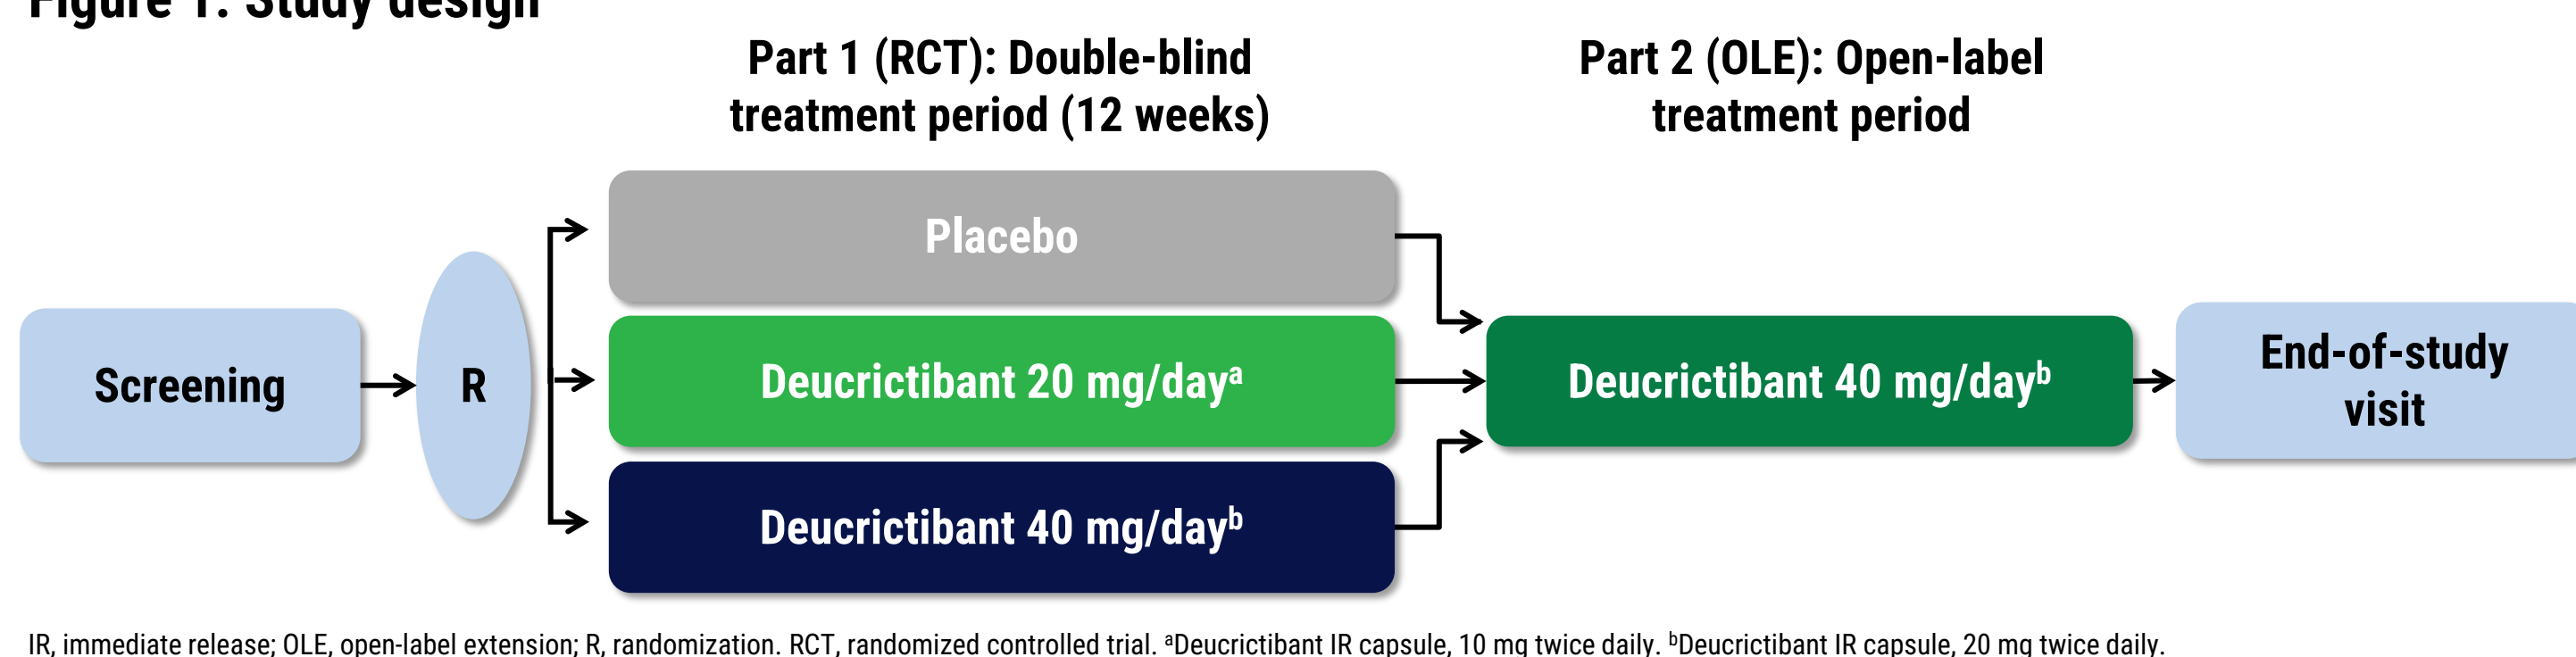 Figure 1: Study design
Part 1 (RCT): Double-blind
treatment period (12 weeks)
Part 2 (OLE): Open-label
treatment period
Placebo
Screening
R
Deucrictibant 20 mg/dayᵃ
Deucrictibant 40 mg/dayᵇ
End-of-study
visit
Deucrictibant 40 mg/dayᵇ
IR, immediate release; OLE, open-label extension; R, randomization. RCT, randomized controlled trial. ᵃDeucrictibant IR capsule, 10 mg twice daily. ᵇDeucrictibant IR capsule, 20 mg twice daily.